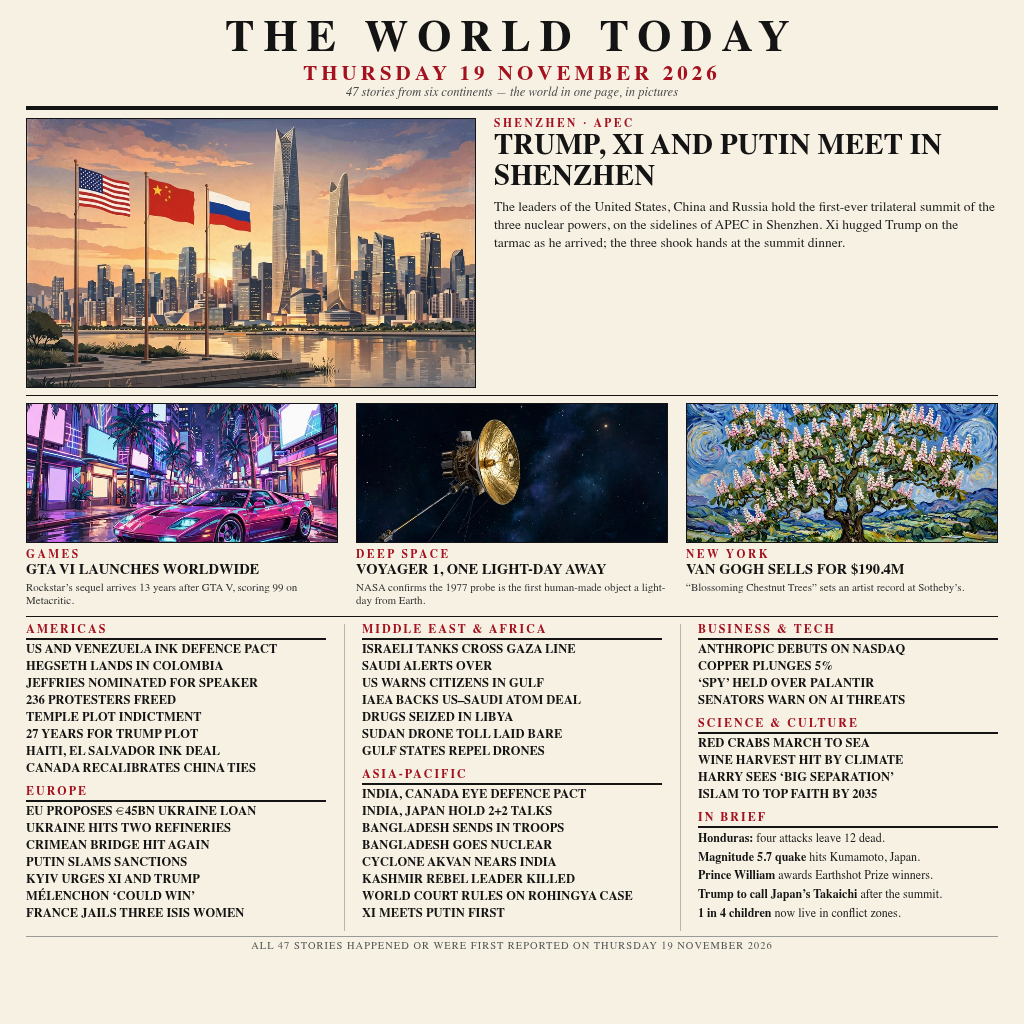 THE WORLD TODAY
THURSDAY 19 NOVEMBER 2026
47 stories from six continents — the world in one page, in pictures
SHENZHEN · APEC
TRUMP, XI AND PUTIN MEET IN
SHENZHEN
The leaders of the United States, China and Russia hold the first-ever trilateral summit of the
three nuclear powers, on the sidelines of APEC in Shenzhen. Xi hugged Trump on the
tarmac as he arrived; the three shook hands at the summit dinner.
GAMES
GTA VI LAUNCHES WORLDWIDE
Rockstar’s sequel arrives 13 years after GTA V, scoring 99 on
Metacritic.
DEEP SPACE
VOYAGER 1, ONE LIGHT-DAY AWAY
NASA confirms the 1977 probe is the first human-made object a light-
day from Earth.
NEW YORK
VAN GOGH SELLS FOR $190.4M
“Blossoming Chestnut Trees” sets an artist record at Sotheby’s.
AMERICAS
US AND VENEZUELA INK DEFENCE PACT
HEGSETH LANDS IN COLOMBIA
JEFFRIES NOMINATED FOR SPEAKER
236 PROTESTERS FREED
TEMPLE PLOT INDICTMENT
27 YEARS FOR TRUMP PLOT
HAITI, EL SALVADOR INK DEAL
CANADA RECALIBRATES CHINA TIES
EUROPE
EU PROPOSES €45BN UKRAINE LOAN
UKRAINE HITS TWO REFINERIES
CRIMEAN BRIDGE HIT AGAIN
PUTIN SLAMS SANCTIONS
KYIV URGES XI AND TRUMP
MÉLENCHON ‘COULD WIN’
FRANCE JAILS THREE ISIS WOMEN
MIDDLE EAST & AFRICA
ISRAELI TANKS CROSS GAZA LINE
SAUDI ALERTS OVER
US WARNS CITIZENS IN GULF
IAEA BACKS US–SAUDI ATOM DEAL
DRUGS SEIZED IN LIBYA
SUDAN DRONE TOLL LAID BARE
GULF STATES REPEL DRONES
ASIA-PACIFIC
INDIA, CANADA EYE DEFENCE PACT
INDIA, JAPAN HOLD 2+2 TALKS
BANGLADESH SENDS IN TROOPS
BANGLADESH GOES NUCLEAR
CYCLONE AKVAN NEARS INDIA
KASHMIR REBEL LEADER KILLED
WORLD COURT RULES ON ROHINGYA CASE
XI MEETS PUTIN FIRST
BUSINESS & TECH
ANTHROPIC DEBUTS ON NASDAQ
COPPER PLUNGES 5%
‘SPY’ HELD OVER PALANTIR
SENATORS WARN ON AI THREATS
SCIENCE & CULTURE
RED CRABS MARCH TO SEA
WINE HARVEST HIT BY CLIMATE
HARRY SEES ‘BIG SEPARATION’
ISLAM TO TOP FAITH BY 2035
IN BRIEF
Honduras: four attacks leave 12 dead.
Magnitude 5.7 quake hits Kumamoto, Japan.
Prince William awards Earthshot Prize winners.
Trump to call Japan’s Takaichi after the summit.
1 in 4 children now live in conflict zones.
ALL 47 STORIES HAPPENED OR WERE FIRST REPORTED ON THURSDAY 19 NOVEMBER 2026